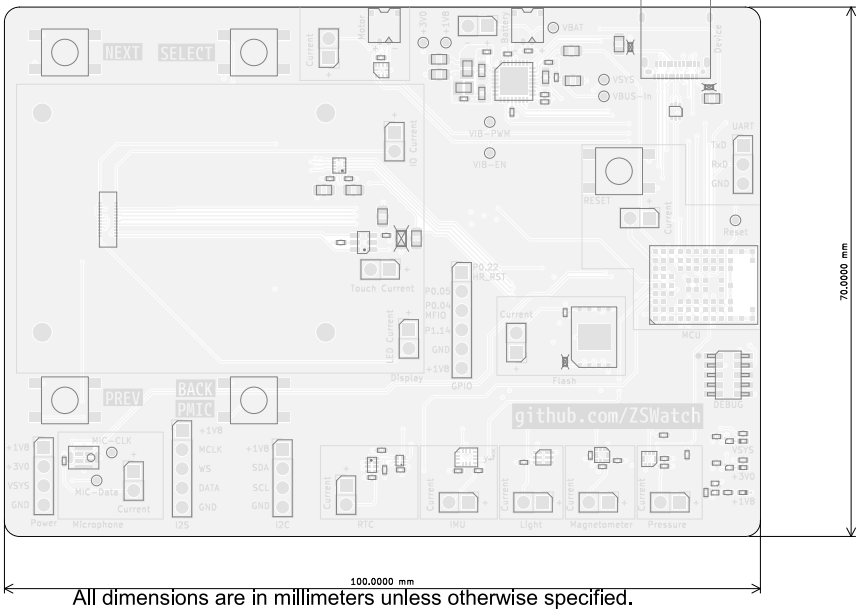 Motor
+3V0
+1V8
Battery
VBAT
Device
Current
NEXT
SELECT
VSYS
VBUS-In
VIB-PWM
VIB-EN
UART
TxD
RxD
GND
IO Current
RESET
Current
Reset
P0.22
HR_RST
P0.05
P0.04
MFIO
P1.14
GND
+1V8
GPIO
Touch Current
LED Current
Display
Current
Flash
MCU
DEBUG
PREV
BACK
PMIC
github.com/ZSWatch
+1V8
+3V0
VSYS
GND
Power
MIC-CLK
MIC-Data
Current
Microphone
+1V8
MCLK
WS
DATA
GND
I2S
+1V8
SDA
SCL
GND
I2C
Current
RTC
Current
IMU
Current
Light
Current
Magnetometer
Current
Pressure
VSYS
+3V0
+1V8
70.0000 mm
100.0000 mm
All dimensions are in millimeters unless otherwise specified.